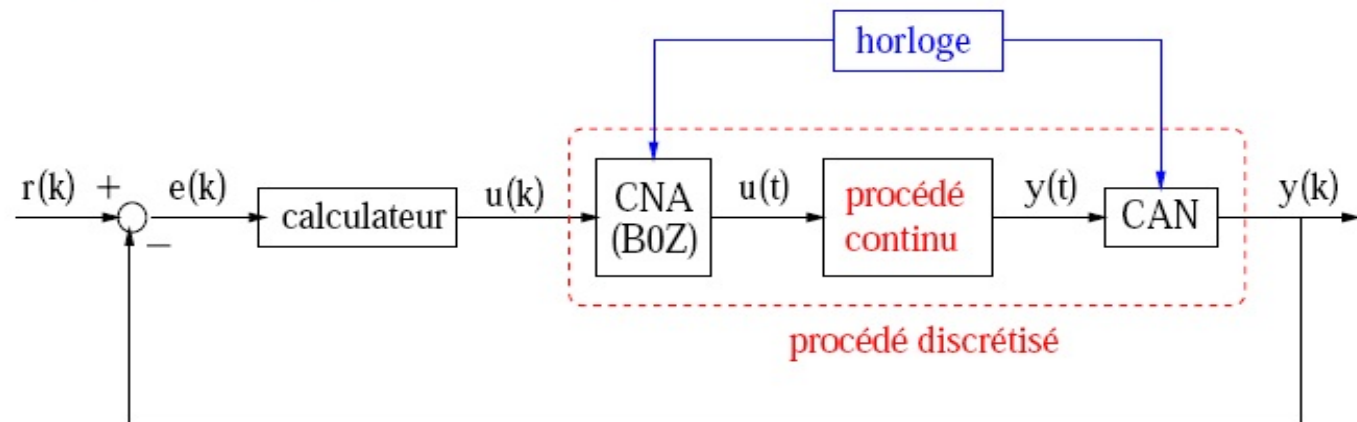 horloge
r(k) + e(k) calculateur u(k) CNA (B0Z) u(t) procédé continu y(t) CAN y(k)
−
procédé discrétisé